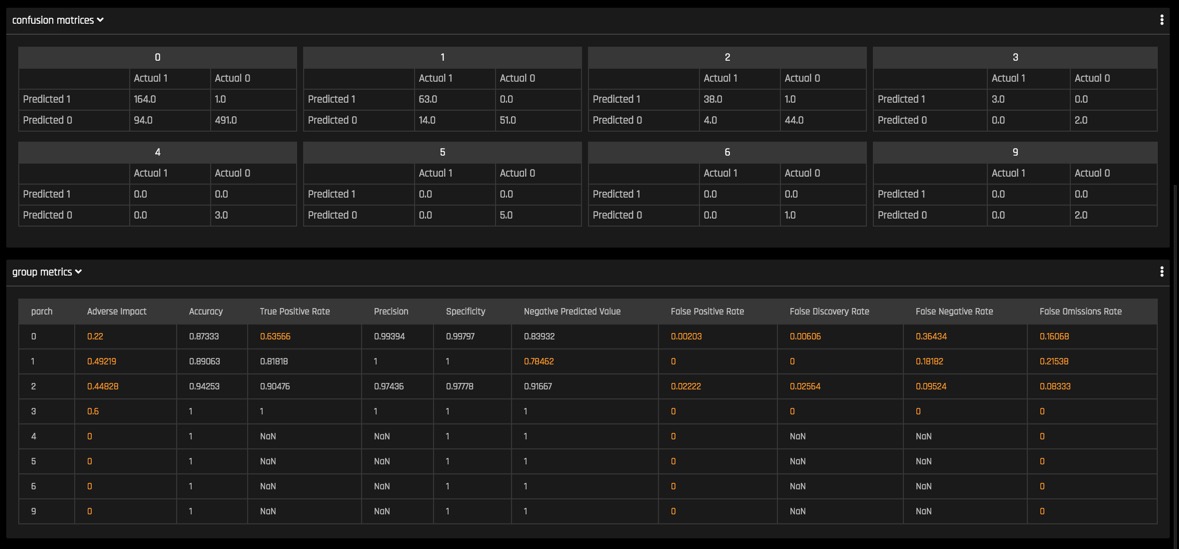 confusion matrices
0 1 2 3
Actual 1 Actual 0 Actual 1 Actual 0 Actual 1 Actual 0 Actual 1 Actual 0
Predicted 1 164.0 1.0 Predicted 1 63.0 0.0 Predicted 1 38.0 1.0 Predicted 1 3.0 0.0
Predicted 0 94.0 491.0 Predicted 0 14.0 51.0 Predicted 0 4.0 44.0 Predicted 0 0.0 2.0
4 5 6 9
Actual 1 Actual 0 Actual 1 Actual 0 Actual 1 Actual 0 Actual 1 Actual 0
Predicted 1 0.0 0.0 Predicted 1 0.0 0.0 Predicted 1 0.0 0.0 Predicted 1 0.0 0.0
Predicted 0 0.0 3.0 Predicted 0 0.0 5.0 Predicted 0 0.0 1.0 Predicted 0 0.0 2.0
group metrics
parch Adverse Impact Accuracy True Positive Rate Precision Specificity Negative Predicted Value False Positive Rate False Discovery Rate False Negative Rate False Omissions Rate
0 0.22 0.87333 0.63566 0.99394 0.99797 0.83932 0.00203 0.00606 0.36434 0.16068
1 0.49219 0.89063 0.81818 1 1 0.78462 0 0 0.18182 0.21538
2 0.44828 0.94253 0.90476 0.97436 0.97778 0.91667 0.02222 0.02564 0.09524 0.08333
3 0.6 1 1 1 1 1 0 0 0 0
4 0 1 NaN NaN 1 1 0 NaN NaN 0
5 0 1 NaN NaN 1 1 0 NaN NaN 0
6 0 1 NaN NaN 1 1 0 NaN NaN 0
9 0 1 NaN NaN 1 1 0 NaN NaN 0